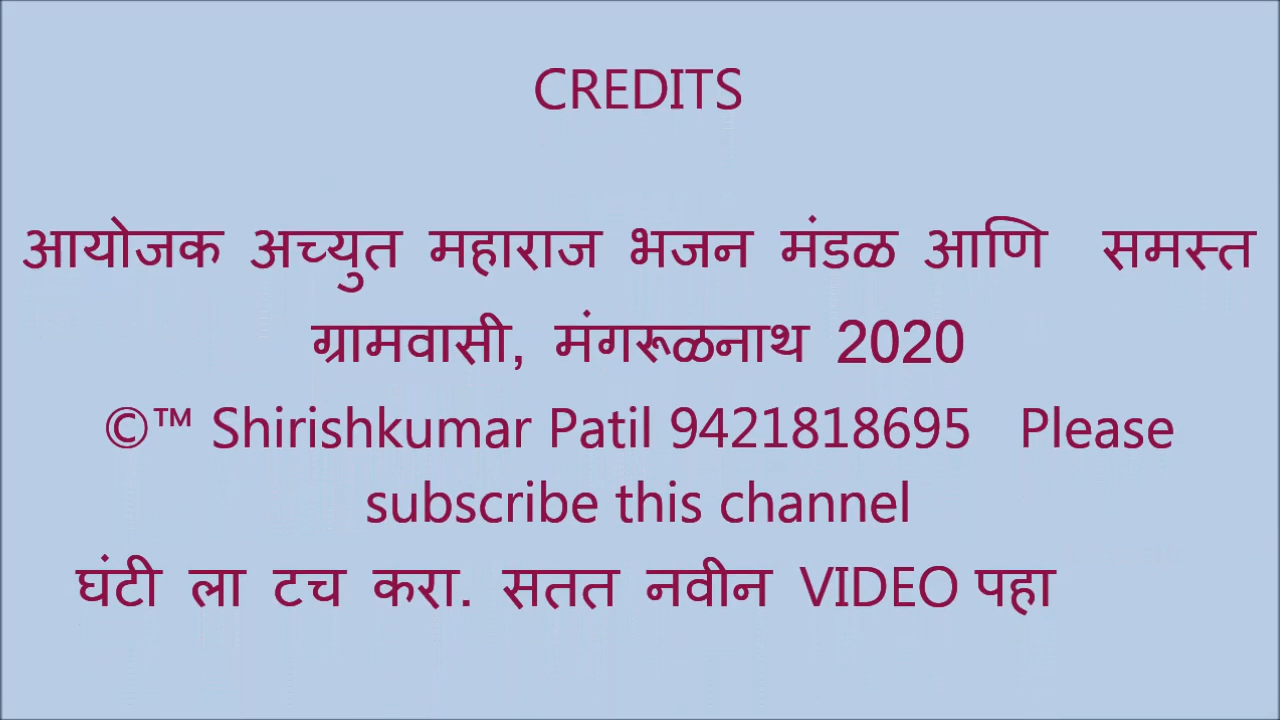 CREDITS
आयोजक अच्युत महाराज भजन मंडळ आणि समस्त
ग्रामवासी, मंगरूळनाथ 2020
©™ Shirishkumar Patil 9421818695 Please
subscribe this channel
घंटी ला टच करा. सतत नवीन VIDEO पहा